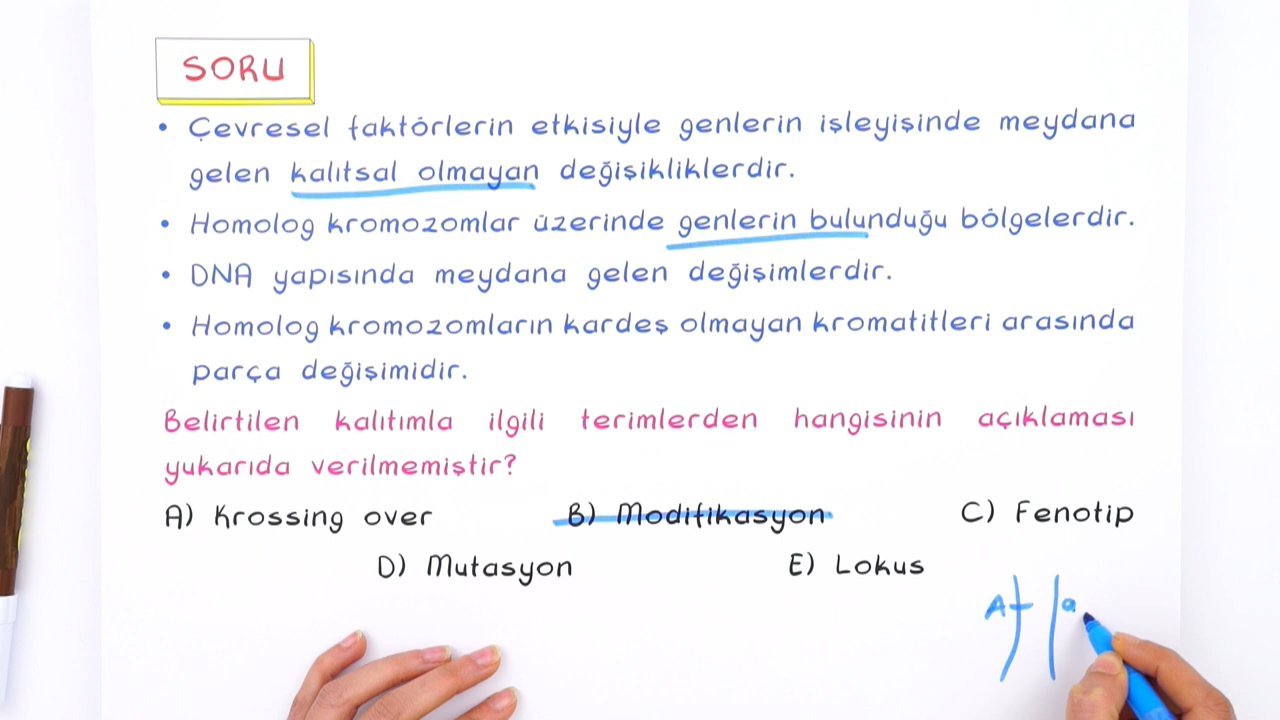 SORU
• Çevresel faktörlerin etkisiyle genlerin işleyişinde meydana
gelen kalıtsal olmayan değişikliklerdir.
• Homolog kromozomlar üzerinde genlerin bulunduğu bölgelerdir.
• DNA yapısında meydana gelen değişimlerdir.
• Homolog kromozomların kardeş olmayan kromatitleri arasında
parça değişimidir.
Belirtilen kalıtımla ilgili terimlerden hangisinin açıklaması
yukarıda verilmemiştir?
A) Krossing over B) Modifikasyon C) Fenotip
D) Mutasyon E) Lokus
A a